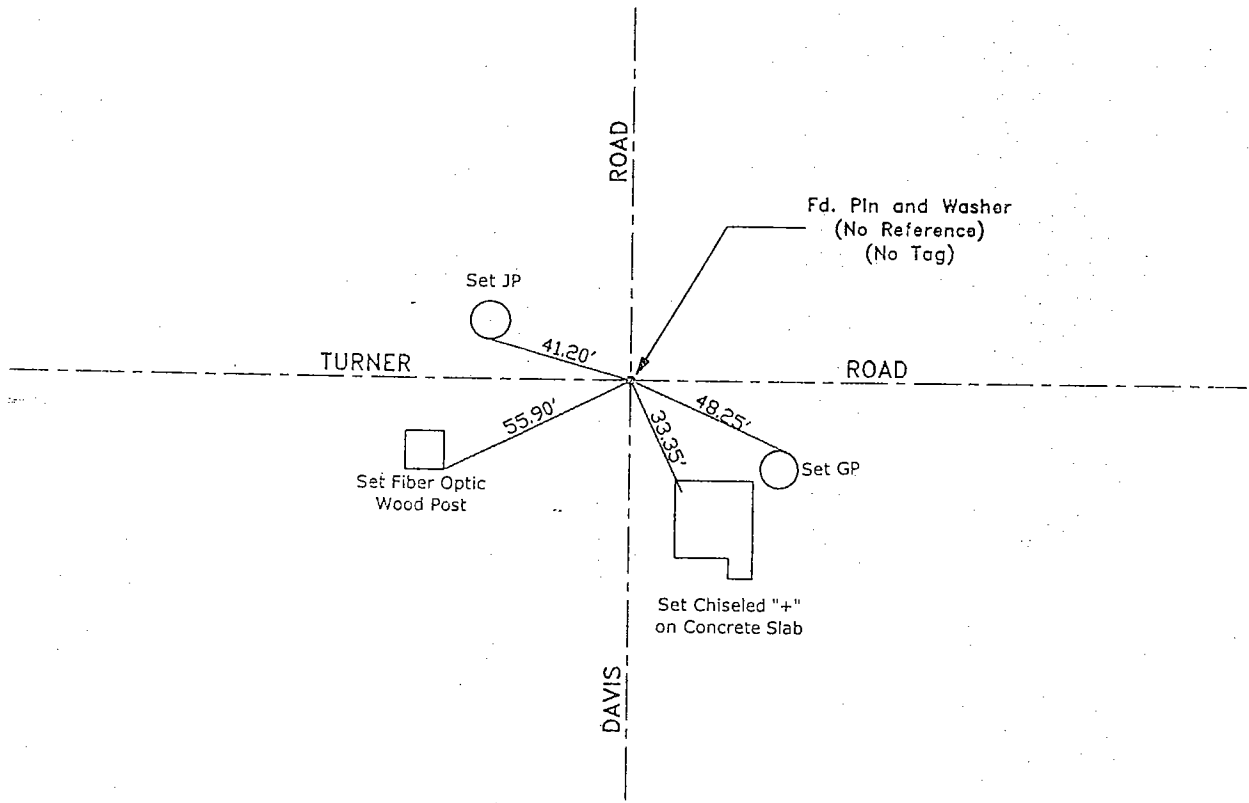 ROAD
Fd. Pin and Washer
(No Reference)
(No Tag)
Set JP
41.20'
TURNER
ROAD
55.90'
33.35'
48.25'
Set GP
Set Fiber Optic
Wood Post
Set Chiseled "+"
on Concrete Slab
DAVIS